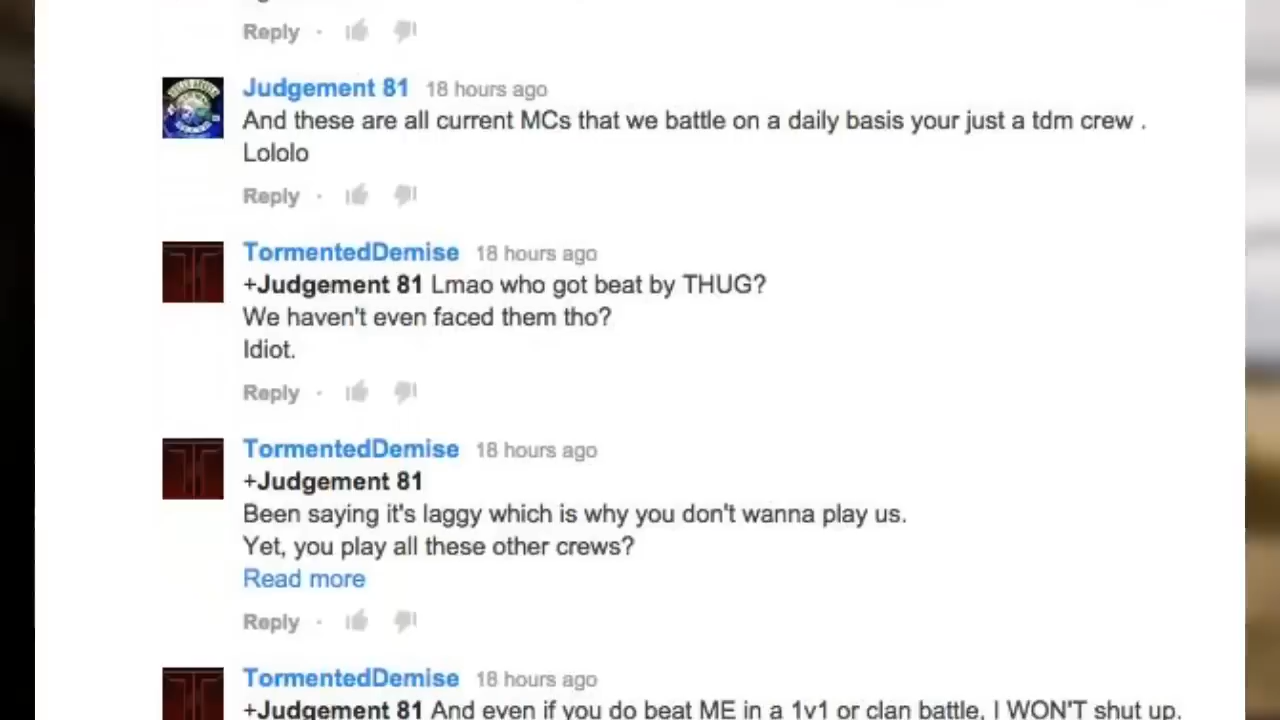 Reply ·
Judgement 81 18 hours ago
And these are all current MCs that we battle on a daily basis your just a tdm crew .
Lololo
Reply ·
TormentedDemise 18 hours ago
+Judgement 81 Lmao who got beat by THUG?
We haven't even faced them tho?
Idiot.
Reply ·
TormentedDemise 18 hours ago
+Judgement 81
Been saying it's laggy which is why you don't wanna play us.
Yet, you play all these other crews?
Read more
Reply ·
TormentedDemise 18 hours ago
+Judgement 81 And even if you do beat ME in a 1v1 or clan battle, I WON'T shut up.